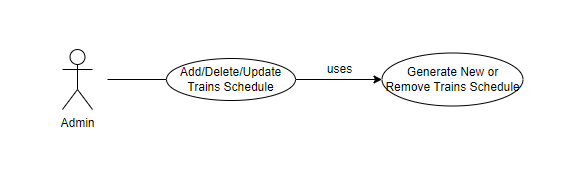 Add/Delete/Update
Trains Schedule
uses
Generate New or
Remove Trains Schedule
Admin